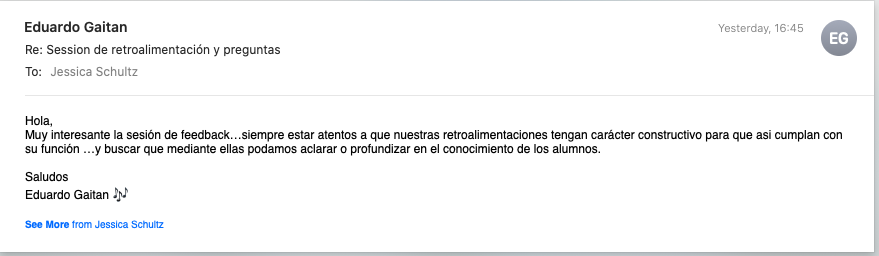 Eduardo Gaitan
Yesterday, 16:45
EG
Re: Session de retroalimentación y preguntas
To: Jessica Schultz
Hola,
Muy interesante la sesión de feedback…siempre estar atentos a que nuestras retroalimentaciones tengan carácter constructivo para que asi cumplan con
su función …y buscar que mediante ellas podamos aclarar o profundizar en el conocimiento de los alumnos.
Saludos
Eduardo Gaitan 🎶
See More from Jessica Schultz